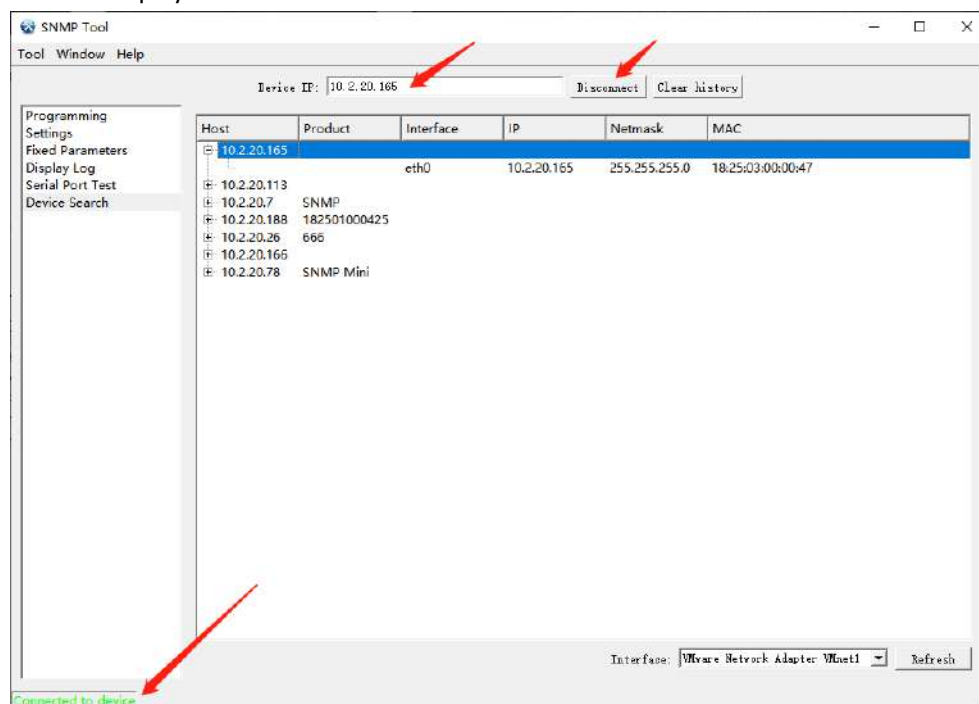 SNMP Tool
Tool Window Help
Device IP: 10.2.20.165 Disconnect Clear history
Programming
Settings
Fixed Parameters
Display Log
Serial Port Test
Device Search
Host Product Interface IP Netmask MAC
10.2.20.165
eth0 10.2.20.165 255.255.255.0 18:25:03:00:00:47
10.2.20.113
10.2.20.7 SNMP
10.2.20.188 182501000425
10.2.20.26 666
10.2.20.166
10.2.20.78 SNMP Mini
Interface: VMware Network Adapter VMnet1 Refresh
Connected to device